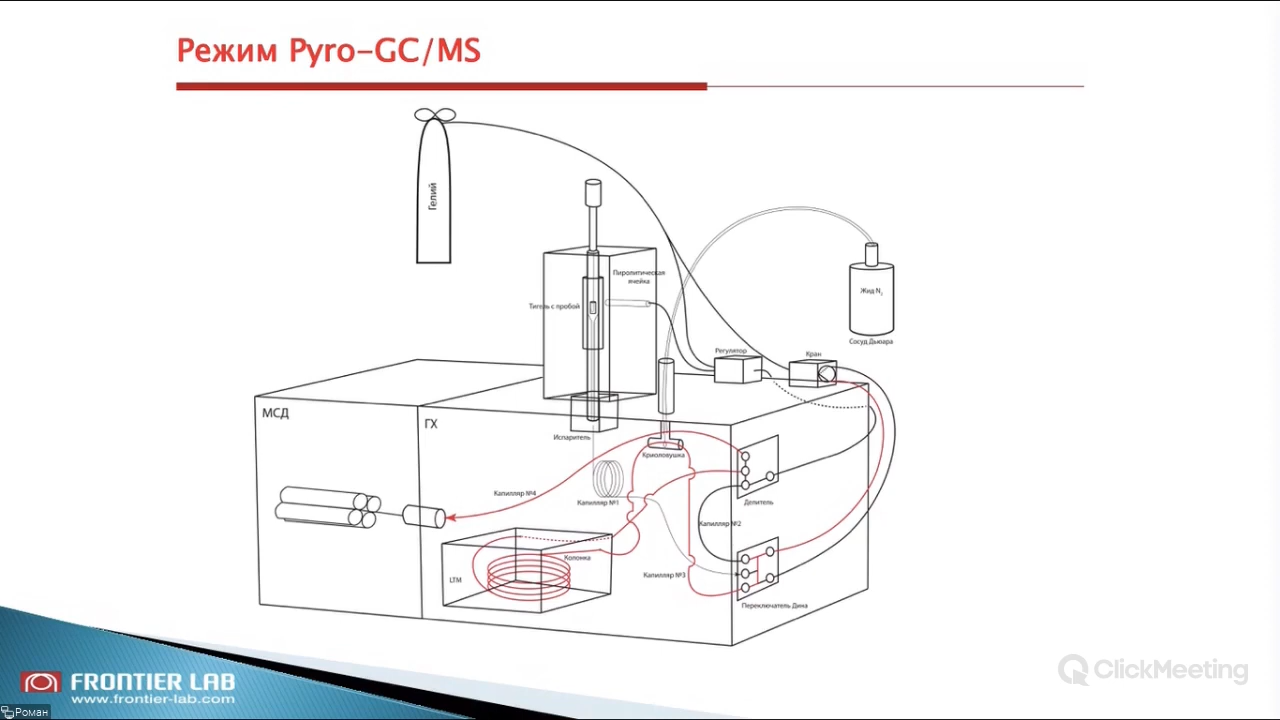 Режим Pyro-GC/MS
Гелий
Пиролитическая
ячейка
Тигель с пробой
Жид N2
Сосуд Дьюара
Регулятор
Кран
МСД
ГХ
Испаритель
Криоловушка
Капилляр №4
Капилляр №1
Делитель
Капилляр №2
Колонка
LTM
Капилляр №3
Переключатель Дина
FRONTIER LAB
www.frontier-lab.com
ClickMeeting
Роман